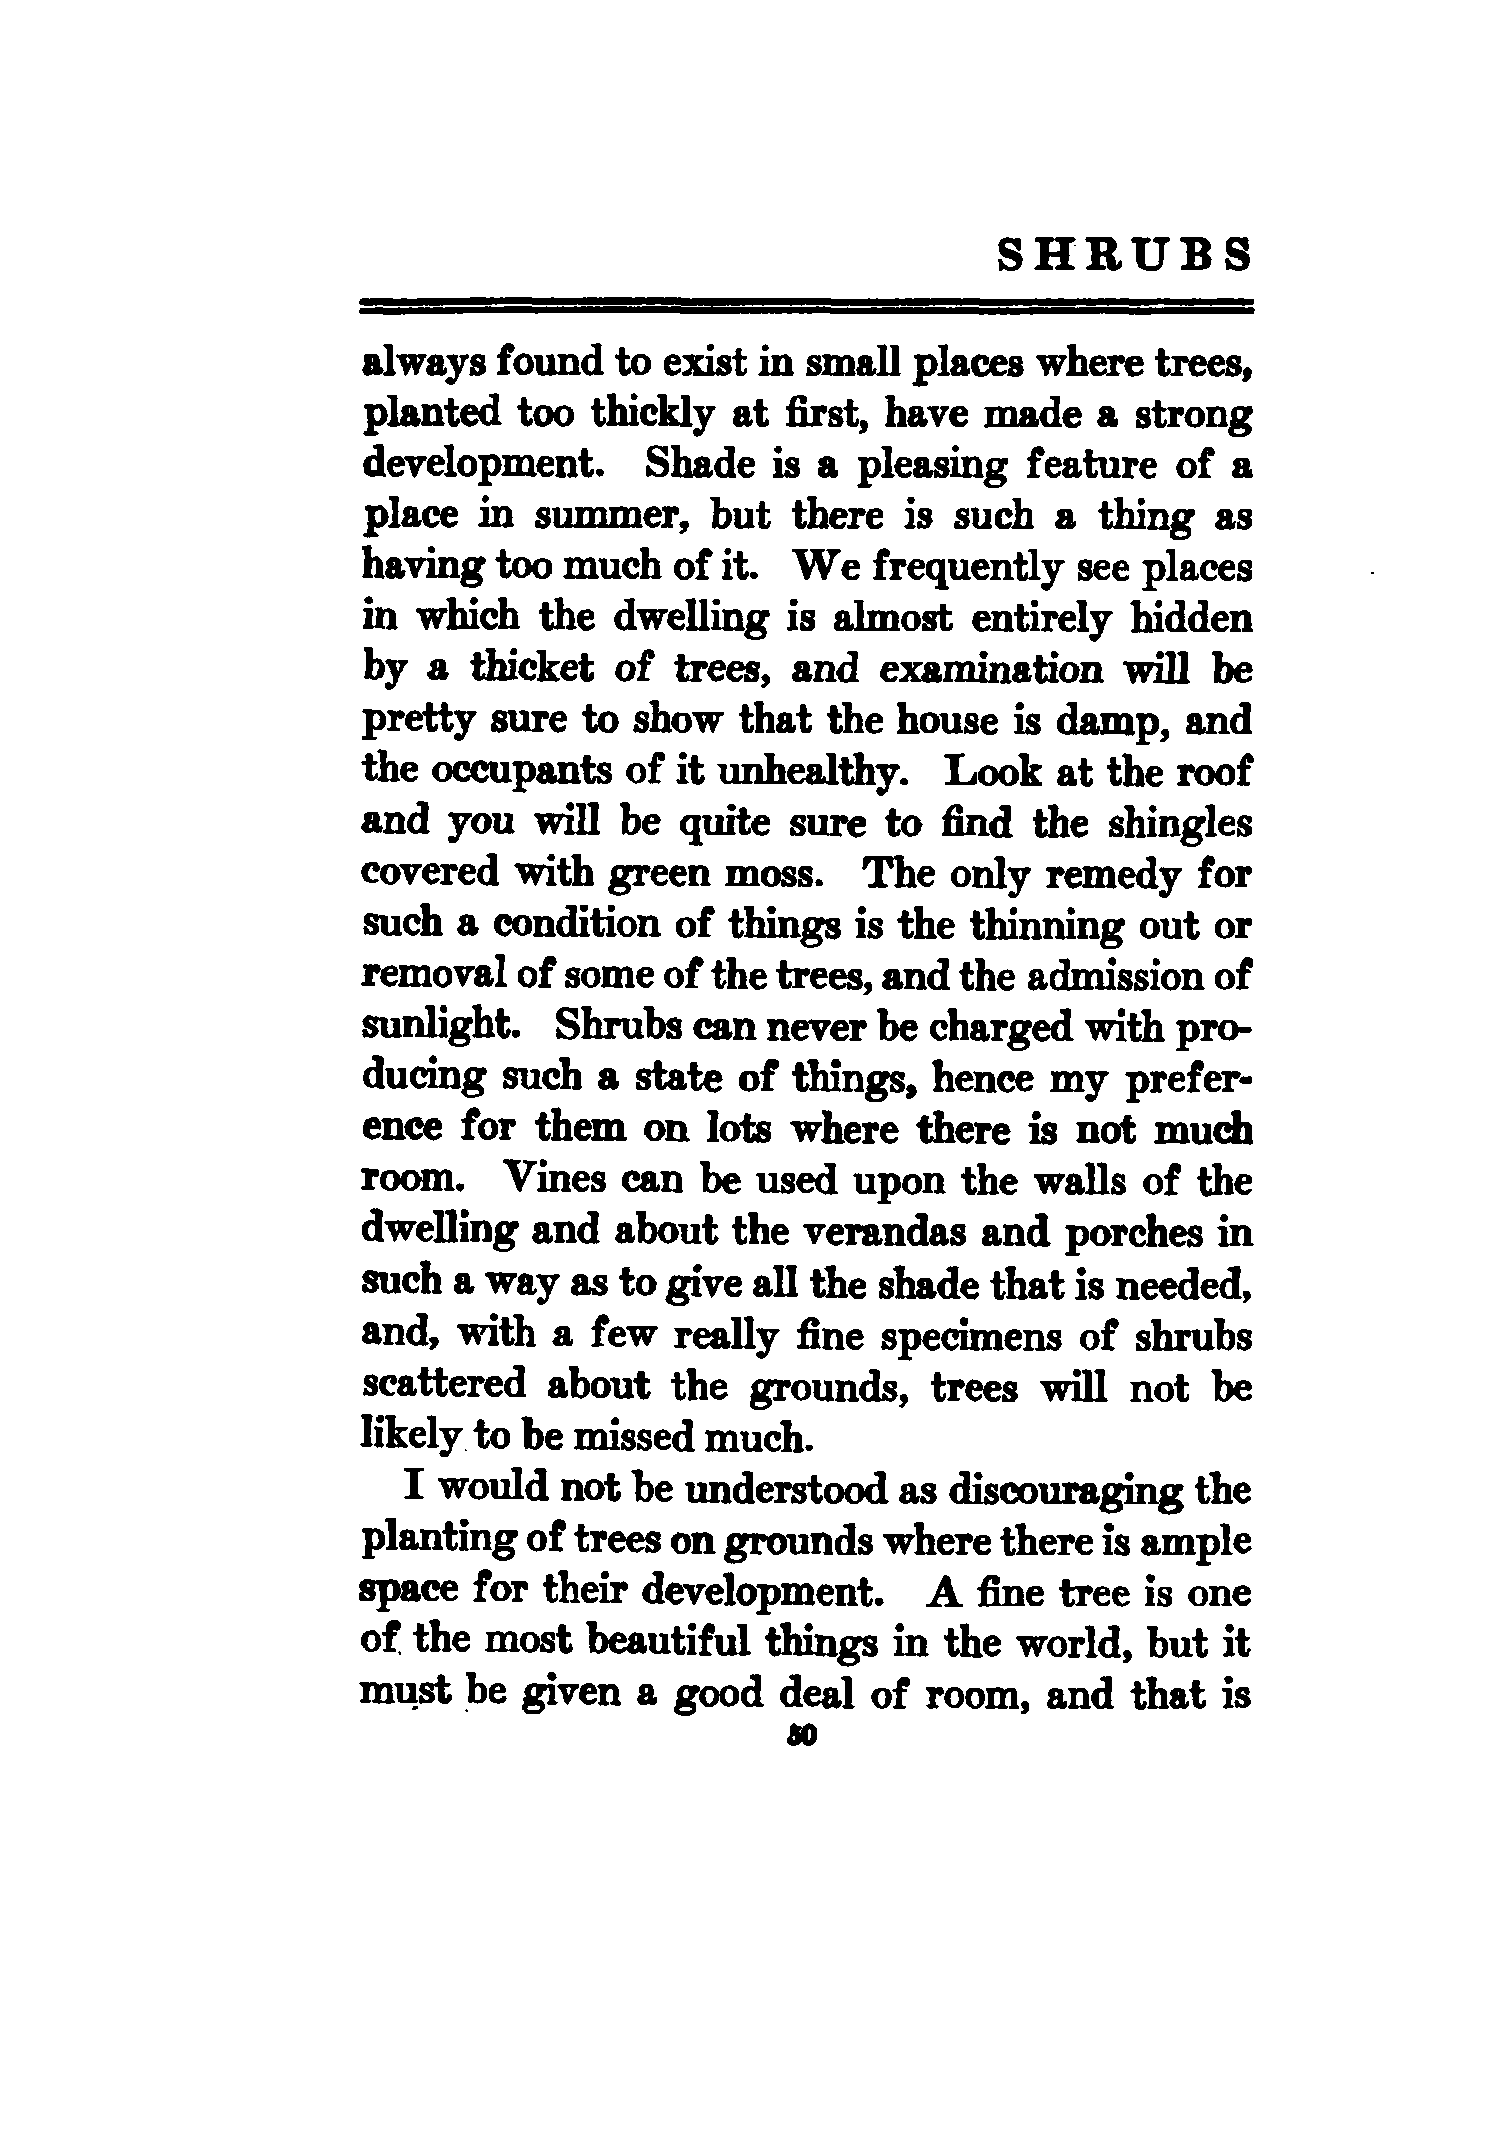 SHRUBS
always found to exist in small places where trees,
planted too thickly at first, have made a strong
development. Shade is a pleasing feature of a
place in summer, but there is such a thing as
having too much of it. We frequently see places
in which the dwelling is almost entirely hidden
by a thicket of trees, and examination will be
pretty sure to show that the house is damp, and
the occupants of it unhealthy. Look at the roof
and you will be quite sure to find the shingles
covered with green moss. The only remedy for
such a condition of things is the thinning out or
removal of some of the trees, and the admission of
sunlight. Shrubs can never be charged with pro-
ducing such a state of things, hence my prefer-
ence for them on lots where there is not much
room. Vines can be used upon the walls of the
dwelling and about the verandas and porches in
such a way as to give all the shade that is needed,
and, with a few really fine specimens of shrubs
scattered about the grounds, trees will not be
likely to be missed much.
I would not be understood as discouraging the
planting of trees on grounds where there is ample
space for their development. A fine tree is one
of the most beautiful things in the world, but it
must be given a good deal of room, and that is
50